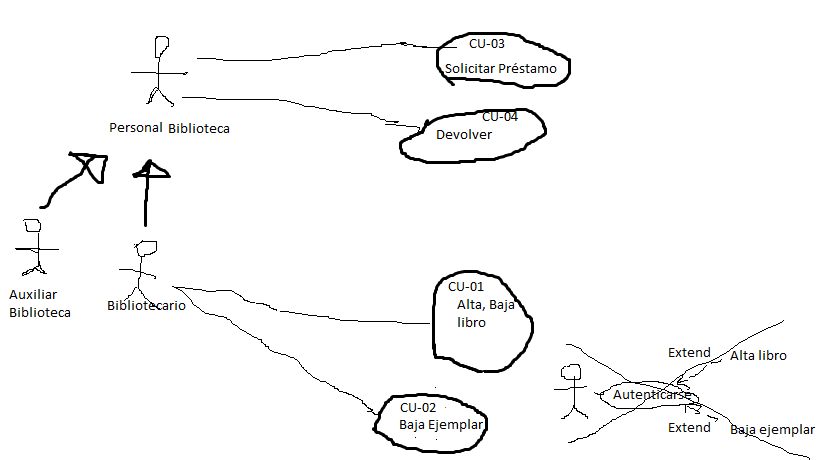 CU-03
Solicitar Préstamo
CU-04
Devolver
Personal Biblioteca
Auxiliar
Biblioteca
Bibliotecario
CU-01
Alta, Baja
libro
CU-02
Baja Ejemplar
Extend
Alta libro
Autenticarse
Extend
Baja ejemplar